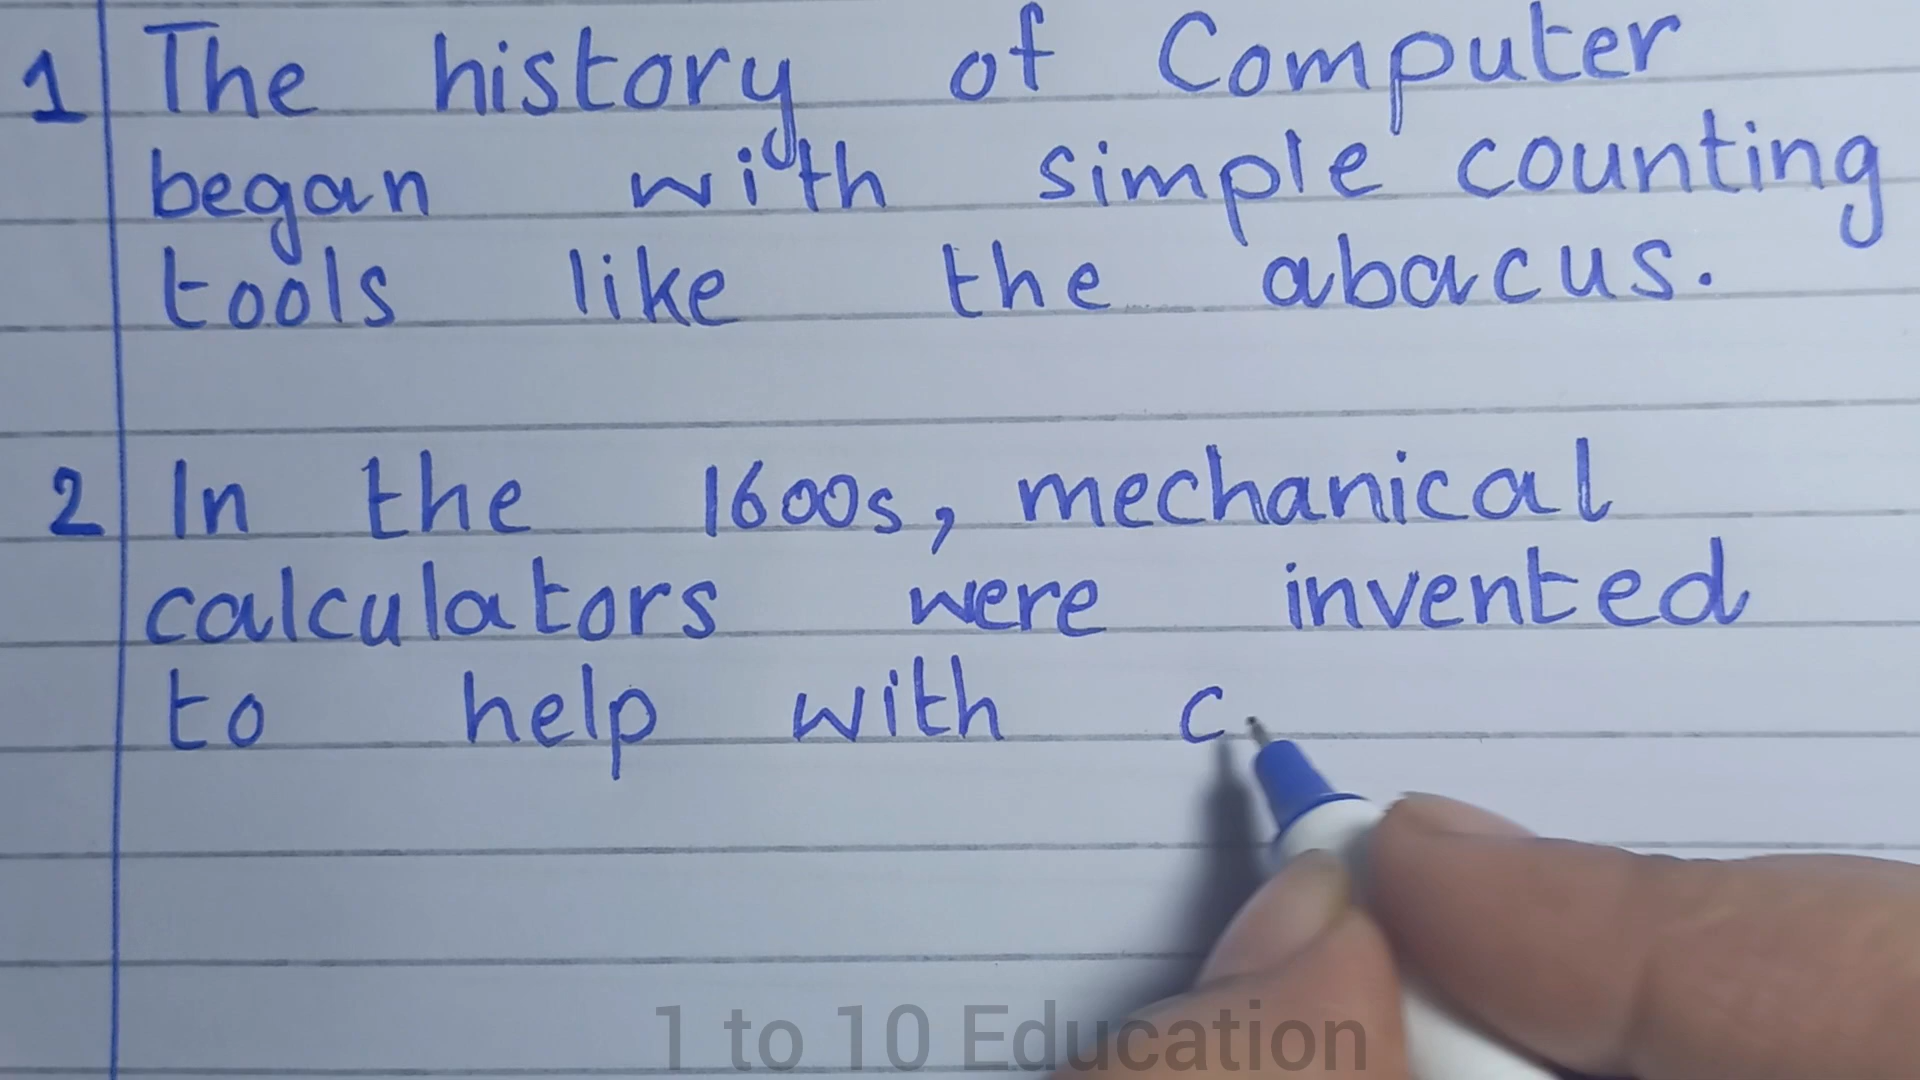 1 The history of Computer
began with simple counting
tools like the abacus.
2 In the 1600s, mechanical
calculators were invented
to help with c
1 to 10 Education